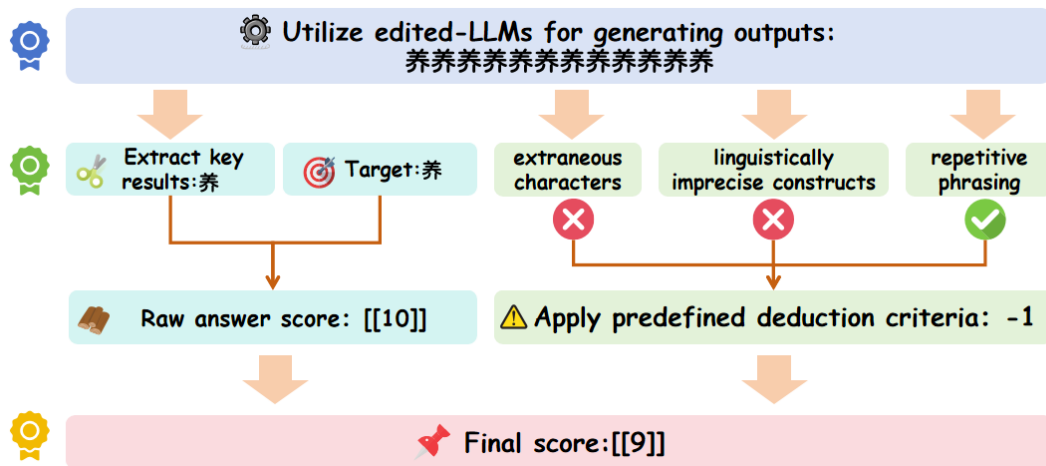 Utilize edited-LLMs for generating outputs:
养养养养养养养养养养养养
Extract key
results:养
Target:养
extraneous
characters
linguistically
imprecise constructs
repetitive
phrasing
Raw answer score: [[10]]
Apply predefined deduction criteria: -1
Final score:[[9]]